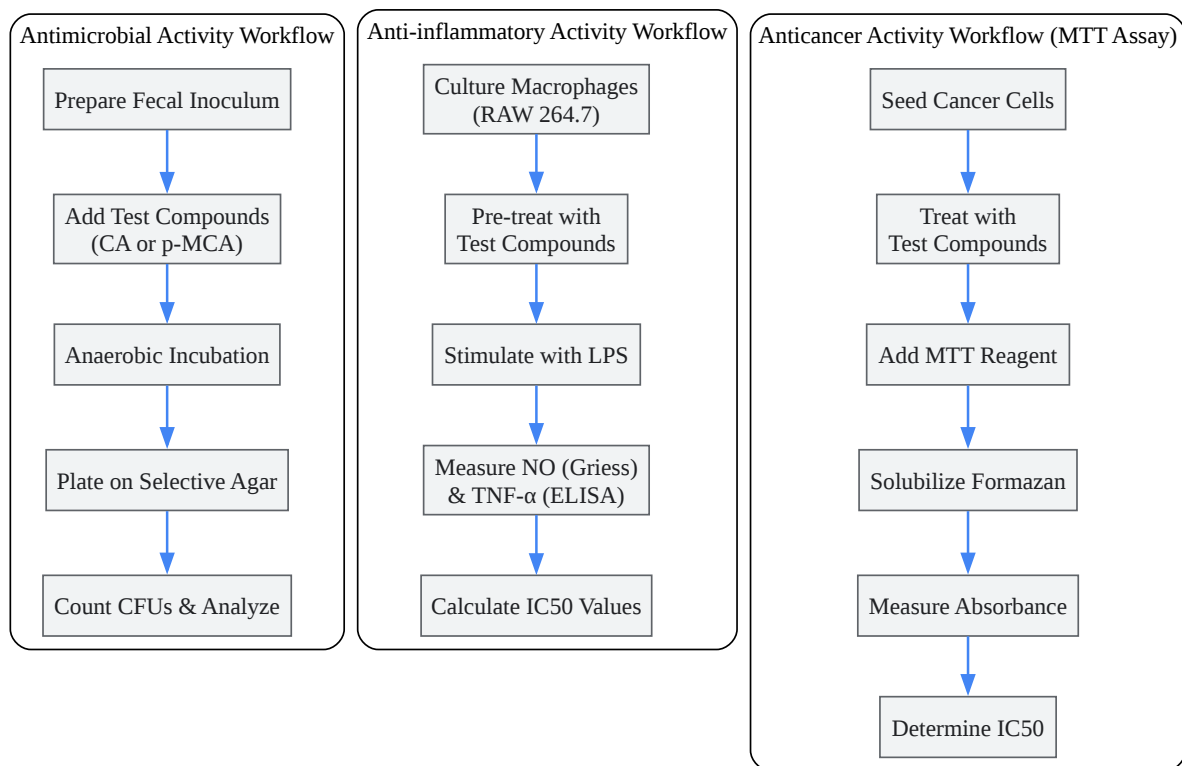 Antimicrobial Activity Workflow
Prepare Fecal Inoculum
Add Test Compounds
(CA or p-MCA)
Anaerobic Incubation
Plate on Selective Agar
Count CFUs & Analyze
Anti-inflammatory Activity Workflow
Culture Macrophages
(RAW 264.7)
Pre-treat with
Test Compounds
Stimulate with LPS
Measure NO (Griess)
& TNF-α (ELISA)
Calculate IC50 Values
Anticancer Activity Workflow (MTT Assay)
Seed Cancer Cells
Treat with
Test Compounds
Add MTT Reagent
Solubilize Formazan
Measure Absorbance
Determine IC50